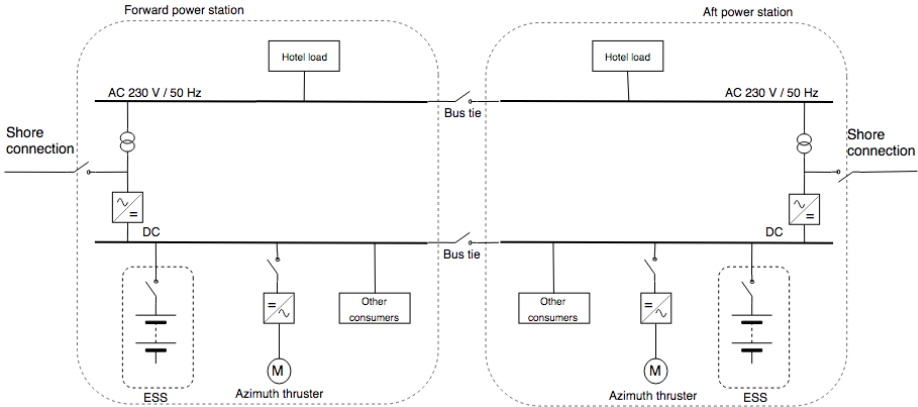 Forward power station
Aft power station
Hotel load
Hotel load
AC 230 V / 50 Hz
AC 230 V / 50 Hz
Bus tie
Shore
connection
Shore
connection
∿
=
∿
=
DC
DC
Bus tie
=
∿
Other
consumers
Other
consumers
=
∿
M
M
ESS
Azimuth thruster
Azimuth thruster
ESS